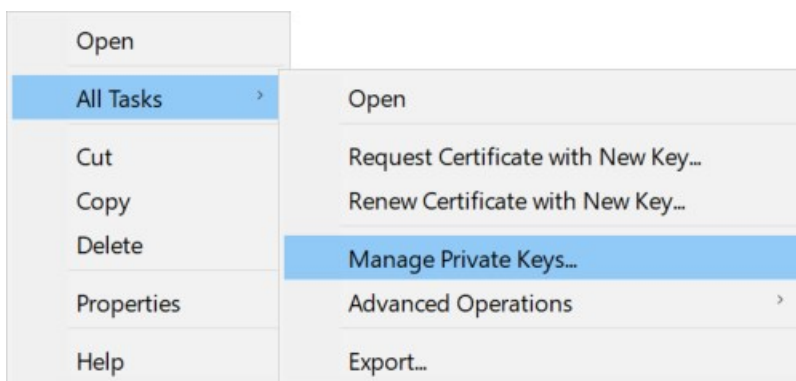 Open
All Tasks
Cut
Copy
Delete
Properties
Help
Open
Request Certificate with New Key...
Renew Certificate with New Key...
Manage Private Keys...
Advanced Operations
Export...